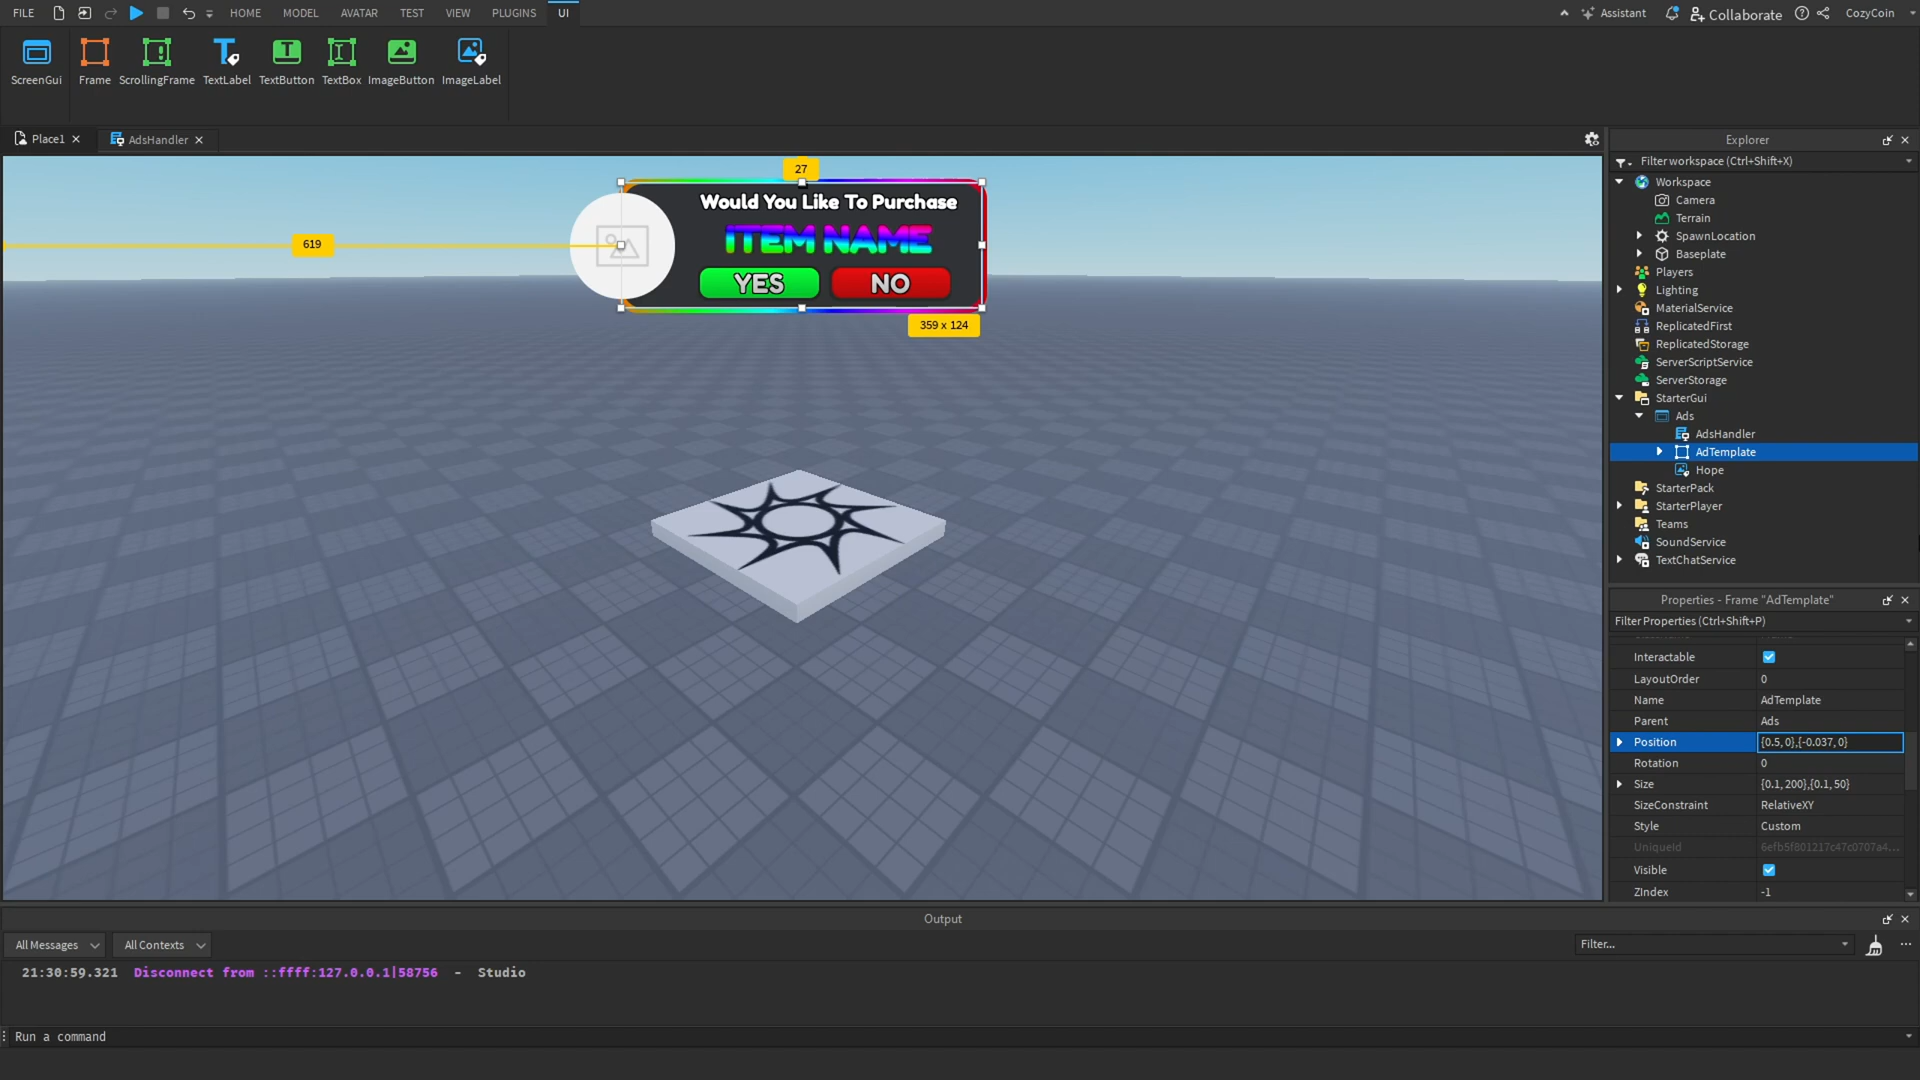 FILE HOME MODEL AVATAR TEST VIEW PLUGINS UI Assistant Collaborate CozyCoin
ScreenGui Frame ScrollingFrame TextLabel TextButton TextBox ImageButton ImageLabel
Place1 AdsHandler
27
Would You Like To Purchase
ITEM NAME
619
YES NO
359 x 124
Explorer
Filter workspace (Ctrl+Shift+X)
Workspace
Camera
Terrain
SpawnLocation
Baseplate
Players
Lighting
MaterialService
ReplicatedFirst
ReplicatedStorage
ServerScriptService
ServerStorage
StarterGui
Ads
AdsHandler
AdTemplate
Hope
StarterPack
StarterPlayer
Teams
SoundService
TextChatService
Properties - Frame "AdTemplate"
Filter Properties (Ctrl+Shift+P)
Interactable
LayoutOrder 0
Name AdTemplate
Parent Ads
Position {0.5, 0},{-0.037, 0}
Rotation 0
Size {0.1, 200},{0.1, 50}
SizeConstraint RelativeXY
Style Custom
UniqueId 6efb5f801217c47c0707a4...
Visible
ZIndex -1
Output
All Messages All Contexts Filter...
21:30:59.321 Disconnect from ::ffff:127.0.0.1|58756 - Studio
Run a command